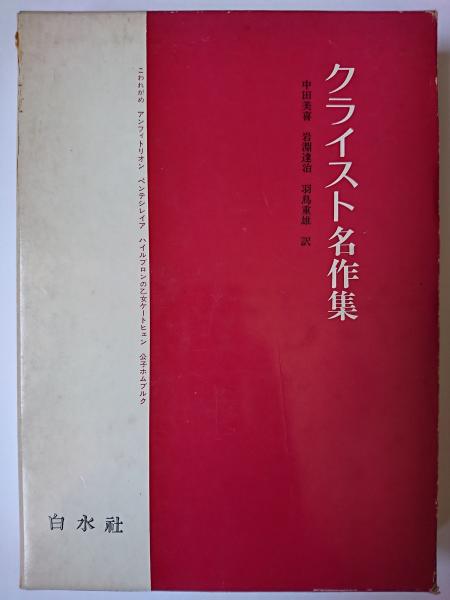 クライスト名作集
中田美喜 岩淵達治 羽鳥重雄 訳
こわれがめ アンフィトリオン ペンテジレイア ハイルブロンの乙女ケートヒェン 公子ホムブルク
白水社